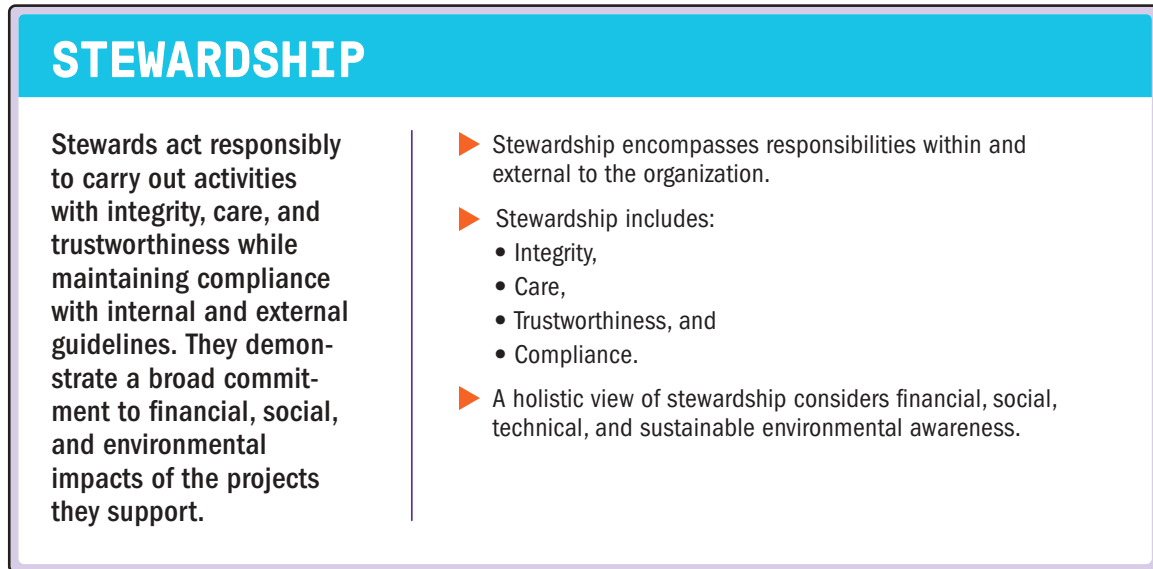 STEWARDSHIP
Stewards act responsibly
to carry out activities
with integrity, care, and
trustworthiness while
maintaining compliance
with internal and external
guidelines. They demon-
strate a broad commit-
ment to financial, social,
and environmental
impacts of the projects
they support.
▶ Stewardship encompasses responsibilities within and
external to the organization.
▶ Stewardship includes:
• Integrity,
• Care,
• Trustworthiness, and
• Compliance.
▶ A holistic view of stewardship considers financial, social,
technical, and sustainable environmental awareness.